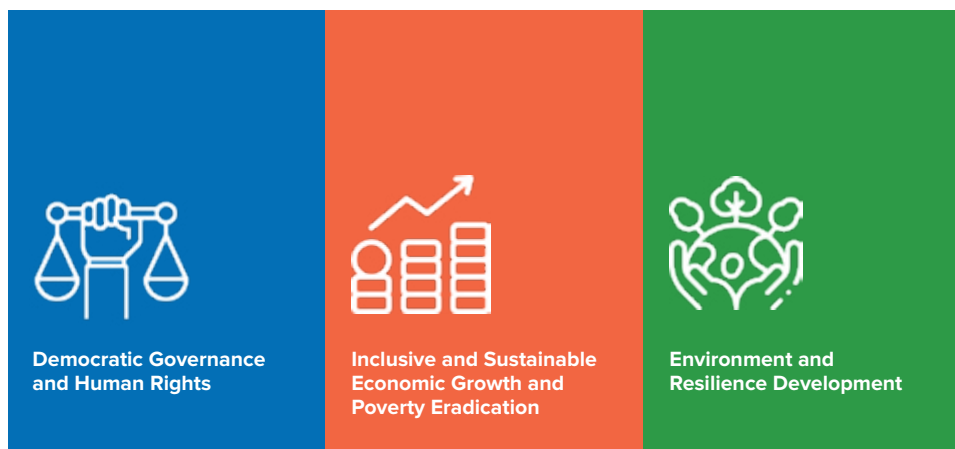 Democratic Governance
and Human Rights
Inclusive and Sustainable
Economic Growth and
Poverty Eradication
Environment and
Resilience Development